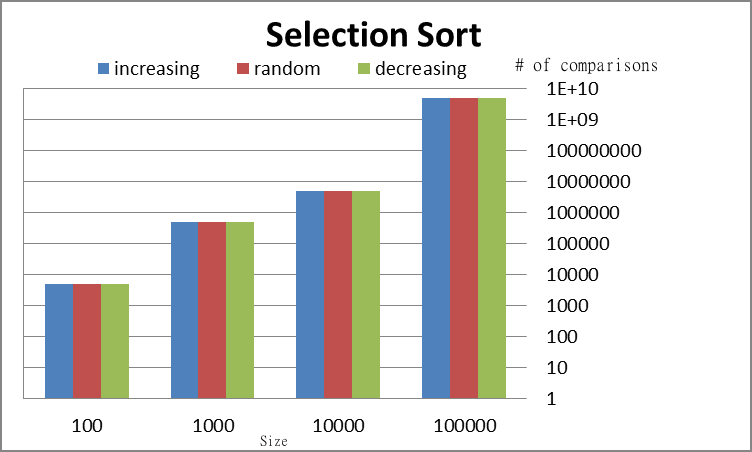 Selection Sort
increasing random decreasing
# of comparisons
1E+10
1E+09
100000000
10000000
1000000
100000
10000
1000
100
10
1
100 1000 10000 100000
Size